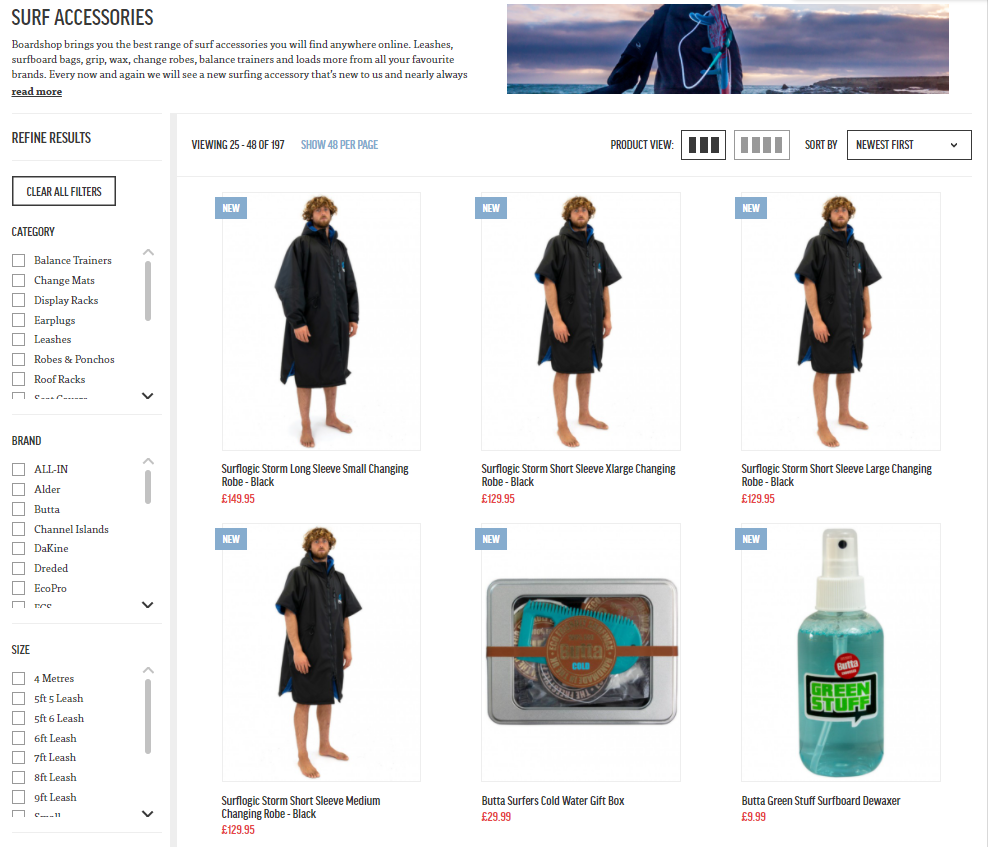 SURF ACCESSORIES
Boardshop brings you the best range of surf accessories you will find anywhere online. Leashes,
surfboard bags, grip, wax, change robes, balance trainers and loads more from all your favourite
brands. Every now and again we will see a new surfing accessory that's new to us and nearly always
read more
REFINE RESULTS
CLEAR ALL FILTERS
CATEGORY
Balance Trainers
Change Mats
Display Racks
Earplugs
Leashes
Robes & Ponchos
Roof Racks
BRAND
ALL-IN
Alder
Butta
Channel Islands
DaKine
Dreded
EcoPro
SIZE
4 Metres
5ft 5 Leash
5ft 6 Leash
6ft Leash
7ft Leash
8ft Leash
9ft Leash
VIEWING 25 - 48 OF 197 SHOW 48 PER PAGE
PRODUCT VIEW: SORT BY NEWEST FIRST
NEW
Surflogic Storm Long Sleeve Small Changing
Robe - Black
£149.95
NEW
Surflogic Storm Short Sleeve Xlarge Changing
Robe - Black
£129.95
NEW
Surflogic Storm Short Sleeve Large Changing
Robe - Black
£129.95
NEW
Surflogic Storm Short Sleeve Medium
Changing Robe - Black
£129.95
NEW
Butta
COLD
Butta Surfers Cold Water Gift Box
£29.99
NEW
Butta
GREEN
STUFF
Butta Green Stuff Surfboard Dewaxer
£9.99